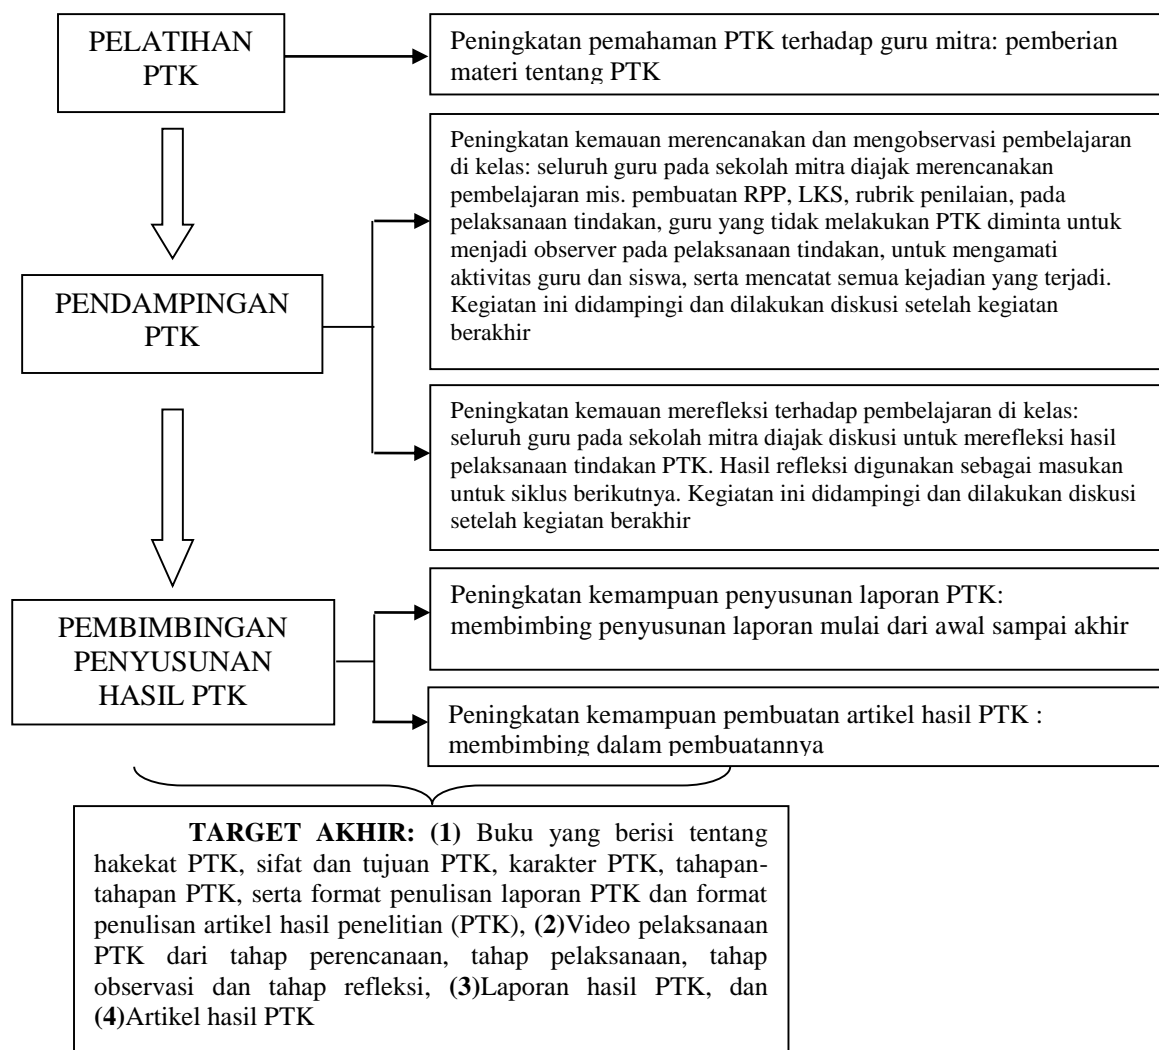 PELATIHAN
PTK
Peningkatan pemahaman PTK terhadap guru mitra: pemberian
materi tentang PTK
Peningkatan kemauan merencanakan dan mengobservasi pembelajaran
di kelas: seluruh guru pada sekolah mitra diajak merencanakan
pembelajaran mis. pembuatan RPP, LKS, rubrik penilaian, pada
pelaksanaan tindakan, guru yang tidak melakukan PTK diminta untuk
menjadi observer pada pelaksanaan tindakan, untuk mengamati
aktivitas guru dan siswa, serta mencatat semua kejadian yang terjadi.
Kegiatan ini didampingi dan dilakukan diskusi setelah kegiatan
berakhir
PENDAMPINGAN
PTK
Peningkatan kemauan merefleksi terhadap pembelajaran di kelas:
seluruh guru pada sekolah mitra diajak diskusi untuk merefleksi hasil
pelaksanaan tindakan PTK. Hasil refleksi digunakan sebagai masukan
untuk siklus berikutnya. Kegiatan ini didampingi dan dilakukan diskusi
setelah kegiatan berakhir
PEMBIMBINGAN
PENYUSUNAN
HASIL PTK
Peningkatan kemampuan penyusunan laporan PTK:
membimbing penyusunan laporan mulai dari awal sampai akhir
Peningkatan kemampuan pembuatan artikel hasil PTK :
membimbing dalam pembuatannya
TARGET AKHIR: (1) Buku yang berisi tentang
hakekat PTK, sifat dan tujuan PTK, karakter PTK, tahapan-
tahapan PTK, serta format penulisan laporan PTK dan format
penulisan artikel hasil penelitian (PTK), (2)Video pelaksanaan
PTK dari tahap perencanaan, tahap pelaksanaan, tahap
observasi dan tahap refleksi, (3)Laporan hasil PTK, dan
(4)Artikel hasil PTK